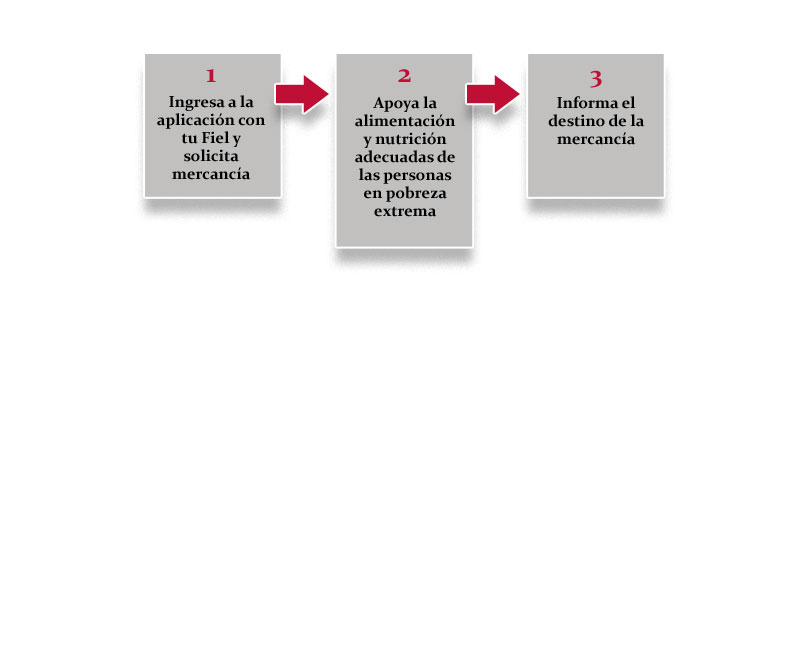 1
Ingresa a la
aplicación con
tu Fiel y
solicita
mercancía
2
Apoya la
alimentación
y nutrición
adecuadas de
las personas
en pobreza
extrema
3
Informa el
destino de la
mercancía